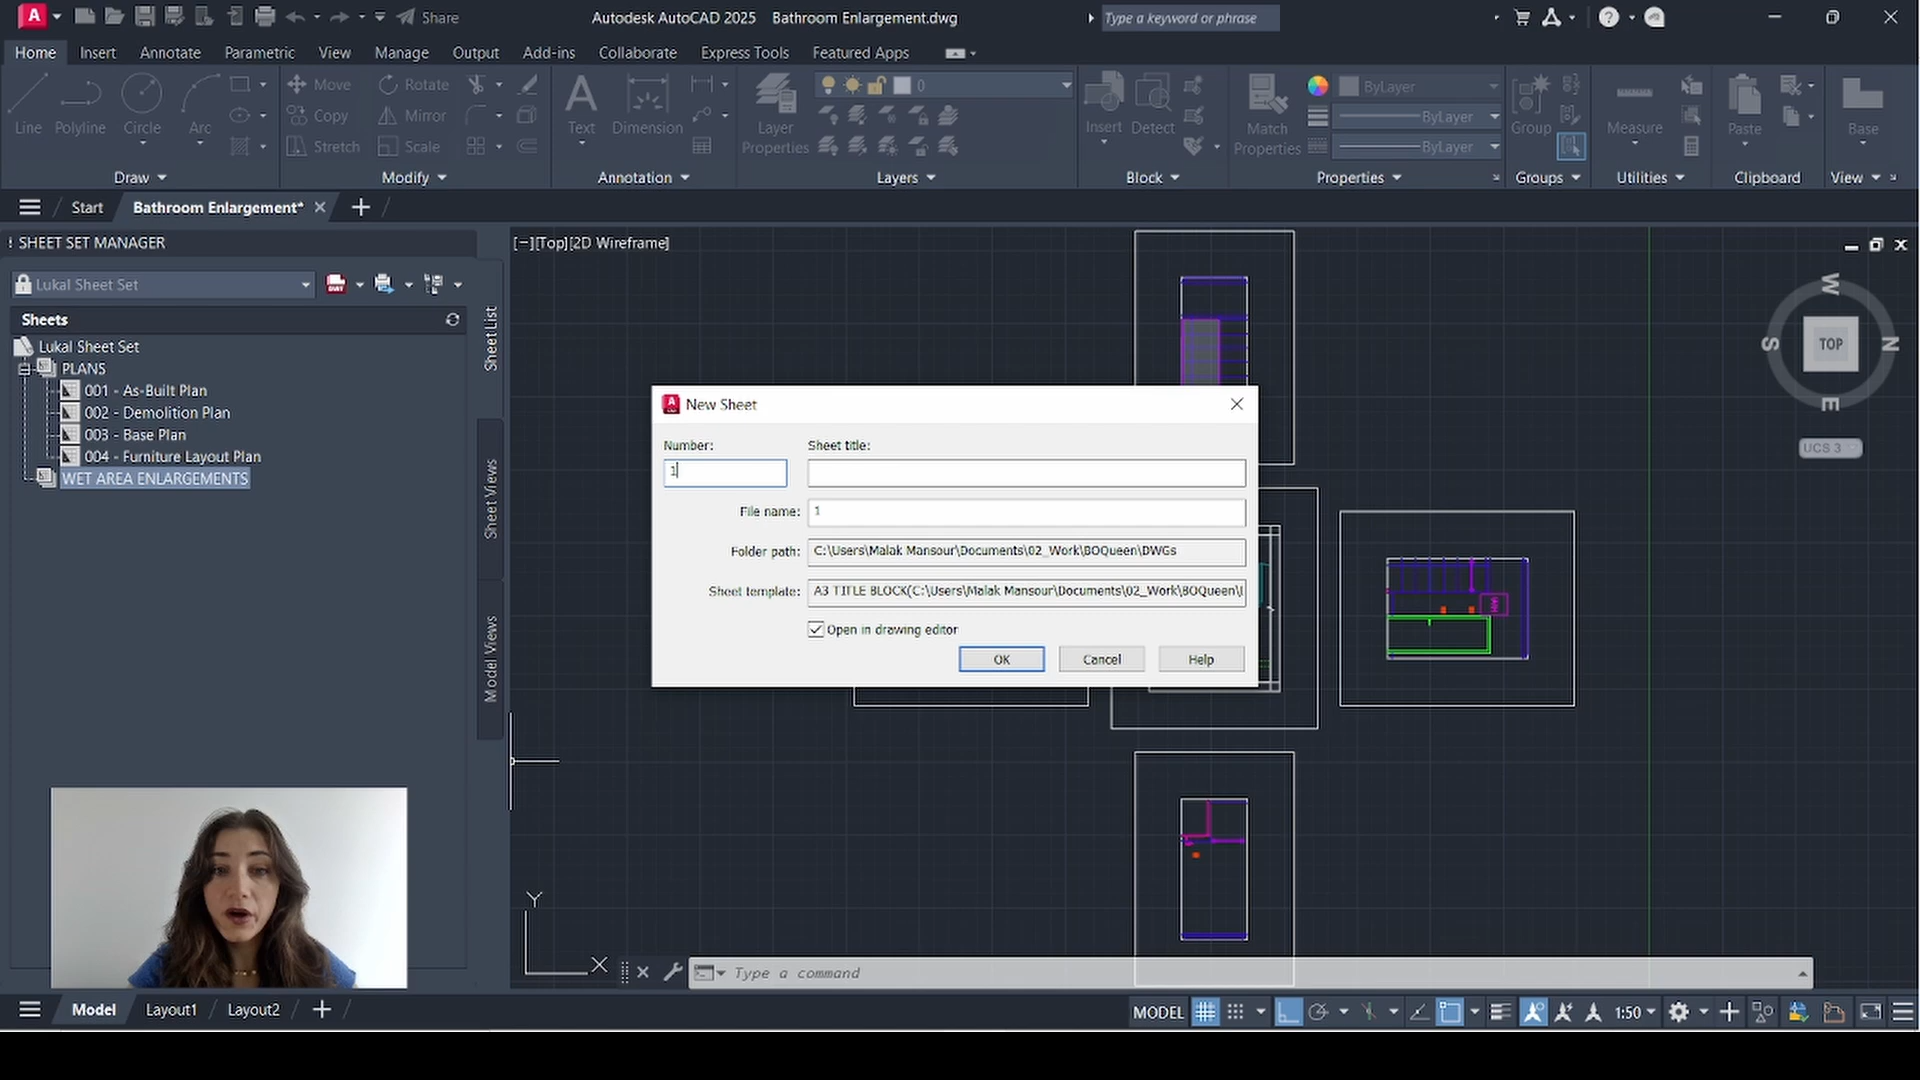 Share
Autodesk AutoCAD 2025 Bathroom Enlargement.dwg
Type a keyword or phrase
Home Insert Annotate Parametric View Manage Output Add-ins Collaborate Express Tools Featured Apps
Line Polyline Circle Arc
Move Rotate
Copy Mirror
Stretch Scale
Text Dimension
Layer Properties
0
Insert Detect
Match Properties
ByLayer
ByLayer
ByLayer
Group Measure Paste Base
Draw Modify Annotation Layers Block Properties Groups Utilities Clipboard View
Start Bathroom Enlargement*
SHEET SET MANAGER
Lukal Sheet Set
Sheets
Lukal Sheet Set
PLANS
001 - As-Built Plan
002 - Demolition Plan
003 - Base Plan
004 - Furniture Layout Plan
WET AREA ENLARGEMENTS
Sheet List
Sheet Views
Model Views
[−][Top][2D Wireframe]
W
S TOP N
E
UCS 3
New Sheet
Number: Sheet title:
1
File name: 1
Folder path: C:\Users\Malak Mansour\Documents\02_Work\BOQueen\DWGs
Sheet template: A3 TITLE BLOCK(C:\Users\Malak Mansour\Documents\02_Work\BOQueen\
Open in drawing editor
OK Cancel Help
Y
X
Type a command
Model Layout1 Layout2
MODEL
1:50